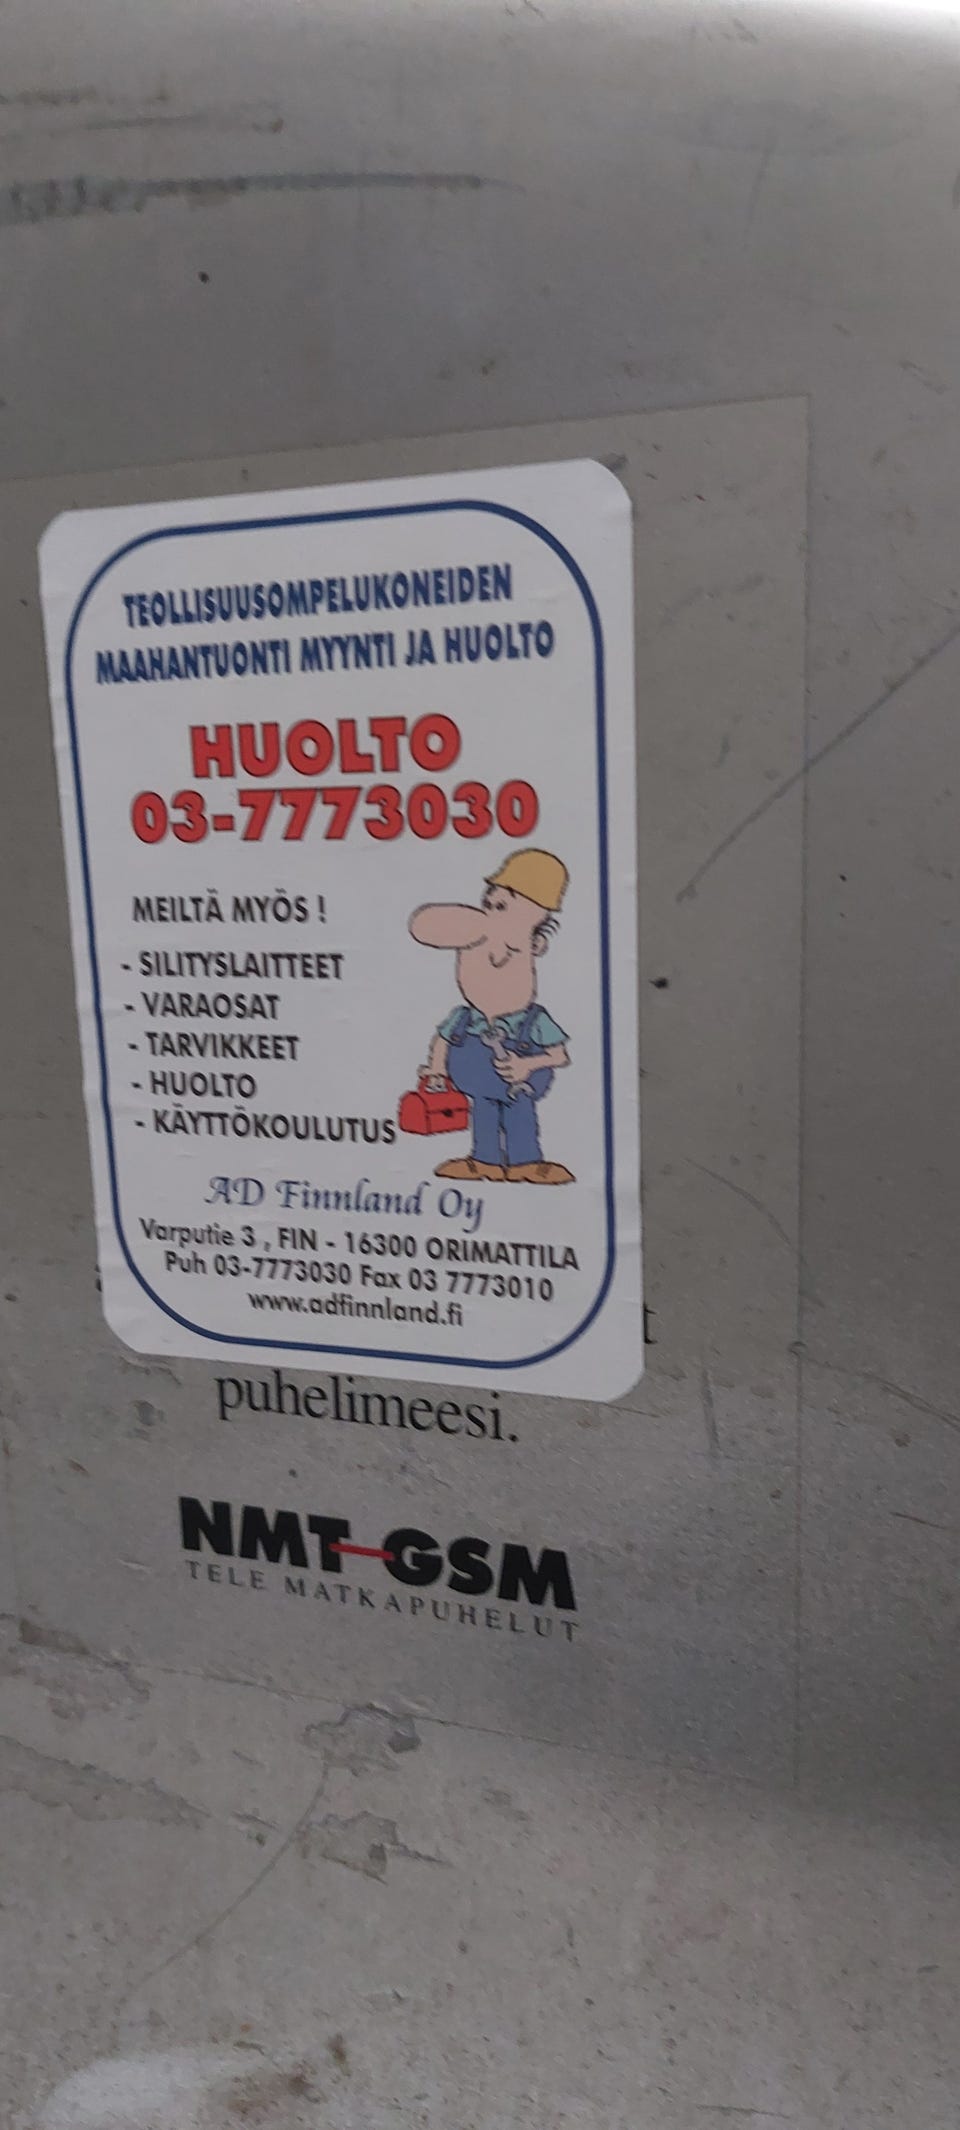 TEOLLISUUSOMPELUKONEIDEN
MAAHANTUONTI MYYNTI JA HUOLTO
HUOLTO
03-7773030
MEILTÄ MYÖS !
- SILITYSLAITTEET
- VARAOSAT
- TARVIKKEET
- HUOLTO
- KÄYTTÖKOULUTUS
AD Finnland Oy
Varputie 3 , FIN - 16300 ORIMATTILA
Puh 03-7773030 Fax 03 7773010
www.adfinnland.fi
puhelimeesi.
NMT-GSM
TELE MATKAPUHELUT